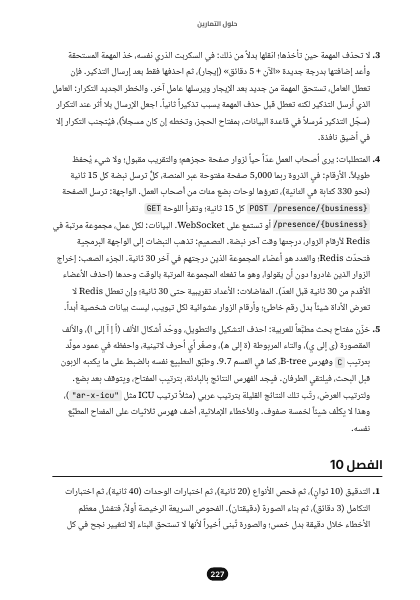 حلول التمارين
3. لا تحذف المهمة حين تأخذها؛ انقلها بدلاً من ذلك: في السكربت الذري نفسه، خذ المهمة المستحقة
وأعد إضافتها بدرجة جديدة «الآن + 5 دقائق» (إيجار)، ثم احذفها فقط بعد إرسال التذكير. فإن
تعطل العامل، تستحق المهمة من جديد بعد الإيجار ويرسلها عامل آخر. والخطر الجديد التكرار: العامل
الذي أرسل التذكير لكنه تعطل قبل حذف المهمة يسبب تذكيراً ثانياً. اجعل الإرسال بلا أثر عند التكرار
(سجّل التذكير مُرسلاً في قاعدة البيانات، بمفتاح الحجز، وتخطه إن كان مسجلاً)، فيُتجنب التكرار إلا
في أضيق نافذة.
4. المتطلبات: يرى أصحاب العمل عدّاً حياً لزوار صفحة حجزهم؛ والتقريب مقبول؛ ولا شيء يُحفظ
طويلاً. الأرقام: في الذروة ربما 5,000 صفحة مفتوحة عبر المنصة، كلٌّ ترسل نبضة كل 15 ثانية
(نحو 330 كتابة في الثانية)، تقرؤها لوحات بضع مئات من أصحاب العمل. الواجهة: ترسل الصفحة
POST /presence/{business} كل 15 ثانية؛ وتقرأ اللوحة GET
/presence/{business} أو تستمع على WebSocket. البيانات: لكل عمل، مجموعة مرتبة في
Redis لأرقام الزوار، درجتها وقت آخر نبضة. التصميم: تذهب النبضات إلى الواجهة البرمجية
فتحدّث Redis؛ والعدد هو أعضاء المجموعة الذين درجتهم في آخر 30 ثانية. الجزء الصعب: إخراج
الزوار الذين غادروا دون أن يقولوا، وهو ما تفعله المجموعة المرتبة بالوقت وحدها (احذف الأعضاء
الأقدم من 30 ثانية قبل العدّ). المفاضلات: الأعداد تقريبية حتى 30 ثانية؛ وإن تعطل Redis لا
تعرض الأداة شيئاً بدل رقم خاطئ؛ وأرقام الزوار عشوائية لكل تبويب، ليست بيانات شخصية أبداً.
5. خزّن مفتاح بحث مطبَّعاً للعربية: احذف التشكيل والتطويل، ووحّد أشكال الألف (أ إ آ إلى ا)، والألف
المقصورة (ى إلى ي)، والتاء المربوطة (ة إلى ه)، وصغّر أي أحرف لاتينية، واحفظه في عمود مولَّد
بترتيب C وفهرس B-tree، كما في القسم 9.7. وطبّق التطبيع نفسه بالضبط على ما يكتبه الزبون
قبل البحث، فيلتقي الطرفان. فيجد الفهرس النتائج بالبادئة، بترتيب المفتاح، ويتوقف بعد بضع.
ولترتيب العرض، رتّب تلك النتائج القليلة بترتيب عربي (مثلاً ترتيب ICU مثل "ar-x-icu")،
وهذا لا يكلّف شيئاً لخمسة صفوف. وللأخطاء الإملائية، أضف فهرس ثلاثيات على المفتاح المطبَّع
نفسه.
الفصل 10
1. التدقيق (10 ثوانٍ)، ثم فحص الأنواع (20 ثانية)، ثم اختبارات الوحدات (40 ثانية)، ثم اختبارات
التكامل (3 دقائق)، ثم بناء الصورة (دقيقتان). الفحوص السريعة الرخيصة أولاً، فتفشل معظم
الأخطاء خلال دقيقة بدل خمس؛ والصورة تُبنى أخيراً لأنها لا تستحق البناء إلا لتغيير نجح في كل
227